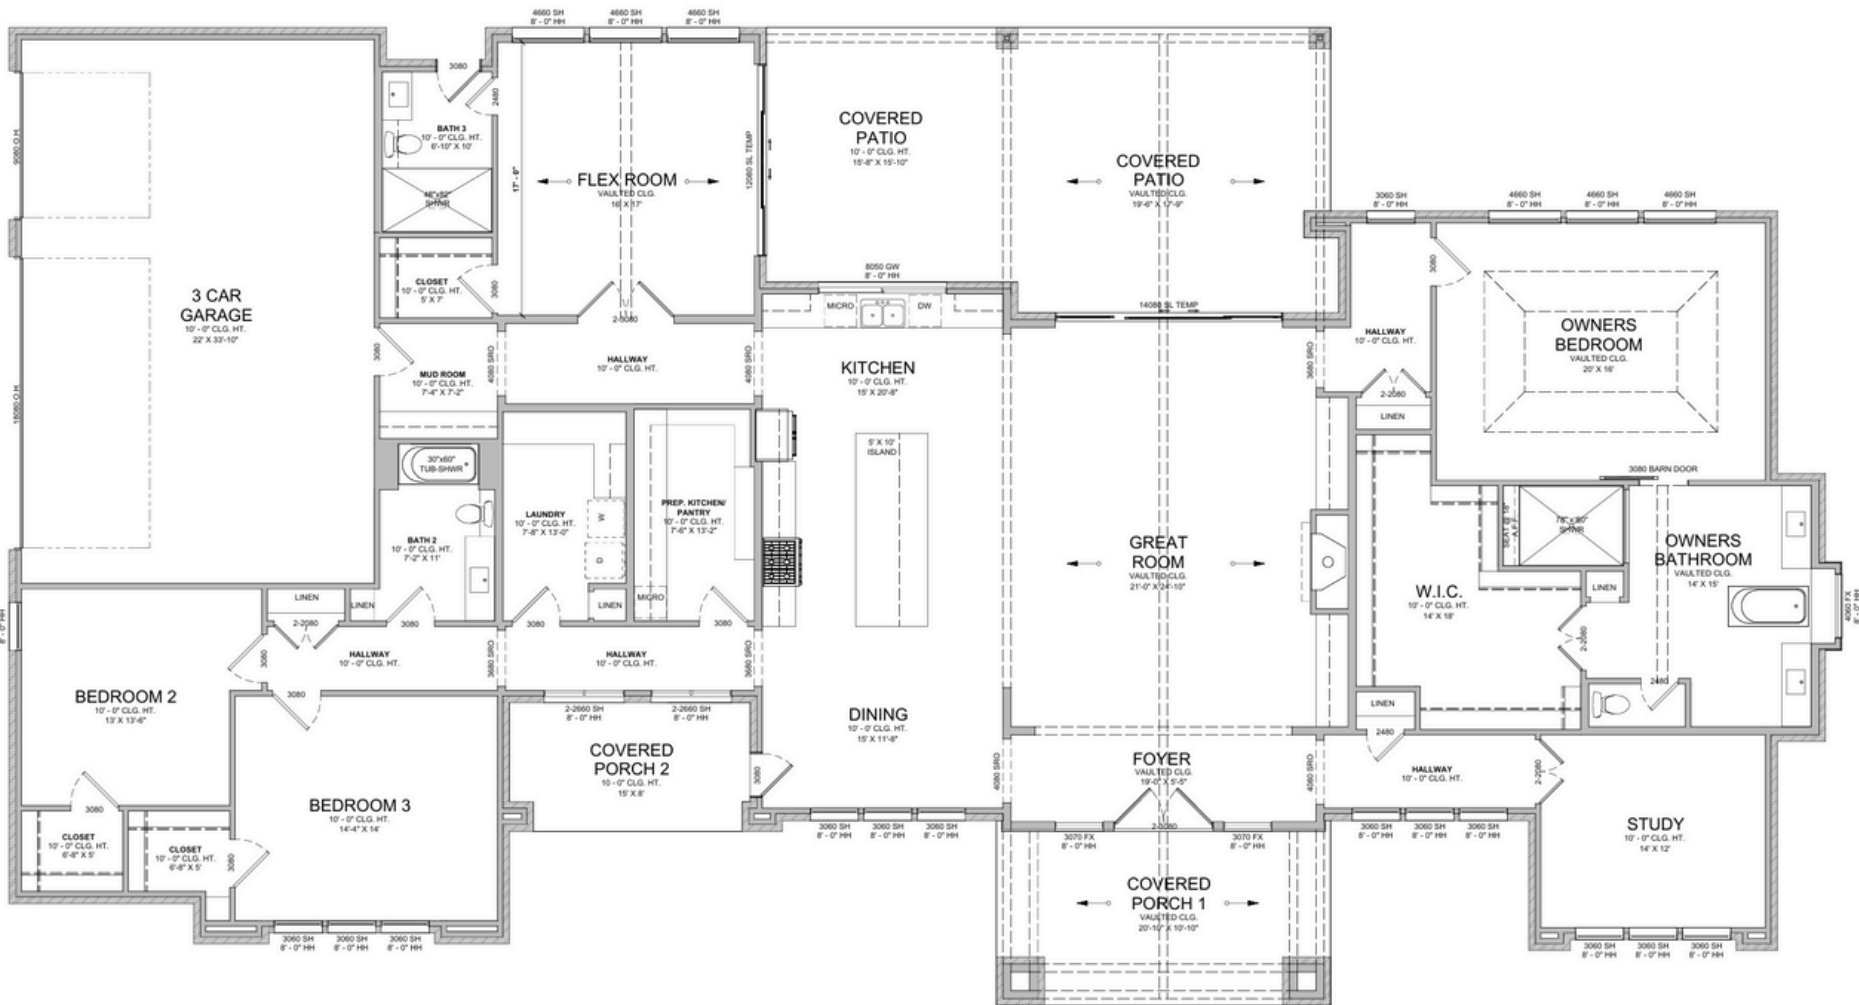 4660 SH
8' - 0" HH
4660 SH
8' - 0" HH
4660 SH
8' - 0" HH
3080
2480
BATH 3
10' - 0" CLG. HT.
6'-10" X 10'
SHWR
17' - 0"
FLEX ROOM
VAULTED CLG.
16' X 17'
12080 SL TEMP
COVERED
PATIO
10' - 0" CLG. HT.
15'-8" X 15'-10"
COVERED
PATIO
VAULTED CLG.
19'-6" X 17'-9"
3060 SH
8' - 0" HH
4660 SH
8' - 0" HH
4660 SH
8' - 0" HH
4660 SH
8' - 0" HH
9080 O H
3 CAR
GARAGE
10' - 0" CLG. HT.
22' X 33'-10"
18080 O H
CLOSET
10' - 0" CLG. HT.
5' X 7'
3080
2-3080
8050 GW
8' - 0" HH
MICRO
DW
14080 SL TEMP
3080
HALLWAY
10' - 0" CLG. HT.
OWNERS
BEDROOM
VAULTED CLG.
20' X 16'
3080
MUD ROOM
10' - 0" CLG. HT.
7'-4" X 7'-2"
4080 SRO
HALLWAY
10' - 0" CLG. HT.
4080 SRO
KITCHEN
10' - 0' CLG. HT.
15' X 20'-8"
3680 SRO
2-2080
LINEN
5' X 10'
ISLAND
3080 BARN DOOR
30"x60"
TUB-SHWR
BATH 2
10' - 0" CLG. HT.
7'-2" X 11'
LAUNDRY
10' - 0" CLG. HT.
7'-8" X 13'-0"
W
D
PREP. KITCHEN/
PANTRY
10' - 0" CLG. HT.
7'-6" X 13'-2"
GREAT
ROOM
VAULTED CLG.
21'-0" X 24'-10"
SEAT @ 18"
A.F.F.
SHWR
OWNERS
BATHROOM
VAULTED CLG.
14' X 15'
W.I.C.
10' - 0" CLG. HT.
14' X 18'
LINEN
4060 FX
8' - 0" HH
8' - 0" HH
LINEN
LINEN
2-2080
3080
LINEN
MICRO
3080
3080
2-2080
3080
HALLWAY
10' - 0" CLG. HT.
3680 SRO
HALLWAY
10' - 0" CLG. HT.
3680 SRO
2480
BEDROOM 2
10' - 0" CLG. HT.
13' X 13'-6"
3080
2-2660 SH
8' - 0" HH
2-2660 SH
8' - 0" HH
DINING
10' - 0' CLG. HT.
15' X 11'-8"
LINEN
2480
COVERED
PORCH 2
10' - 0" CLG. HT.
15' X 8'
3080
4080 SRO
FOYER
VAULTED CLG.
19'-0" X 5'-5"
4080 SRO
HALLWAY
10' - 0" CLG. HT.
2-2080
3080
BEDROOM 3
10' - 0" CLG. HT.
14'-4" X 14'
CLOSET
10' - 0" CLG. HT.
6'-8" X 5'
CLOSET
10' - 0" CLG. HT.
6'-8" X 5'
3080
3060 SH
8' - 0" HH
3060 SH
8' - 0" HH
3060 SH
8' - 0" HH
3070 FX
8' - 0" HH
3070 FX
8' - 0" HH
3060 SH
8' - 0" HH
3060 SH
8' - 0" HH
3060 SH
8' - 0" HH
STUDY
10' - 0" CLG. HT.
14' X 12'
COVERED
PORCH 1
VAULTED CLG.
20'-10" X 10'-10"
3060 SH
8' - 0" HH
3060 SH
8' - 0" HH
3060 SH
8' - 0" HH
3060 SH
8' - 0" HH
3060 SH
8' - 0" HH
3060 SH
8' - 0" HH